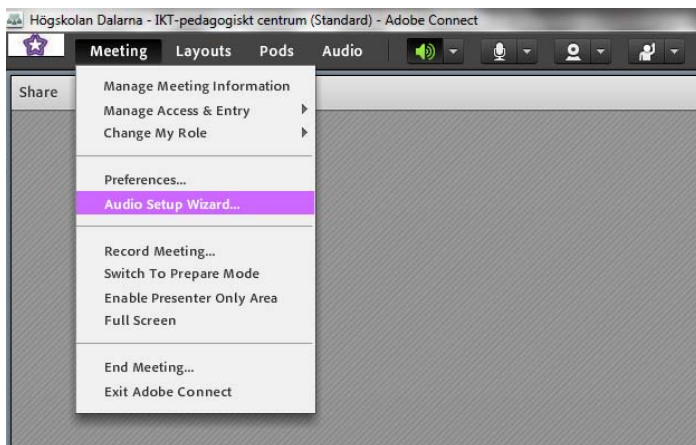 Högskolan Dalarna - IKT-pedagogiskt centrum (Standard) - Adobe Connect
Meeting Layouts Pods Audio
Share
Manage Meeting Information
Manage Access & Entry
Change My Role
Preferences...
Audio Setup Wizard...
Record Meeting...
Switch To Prepare Mode
Enable Presenter Only Area
Full Screen
End Meeting...
Exit Adobe Connect